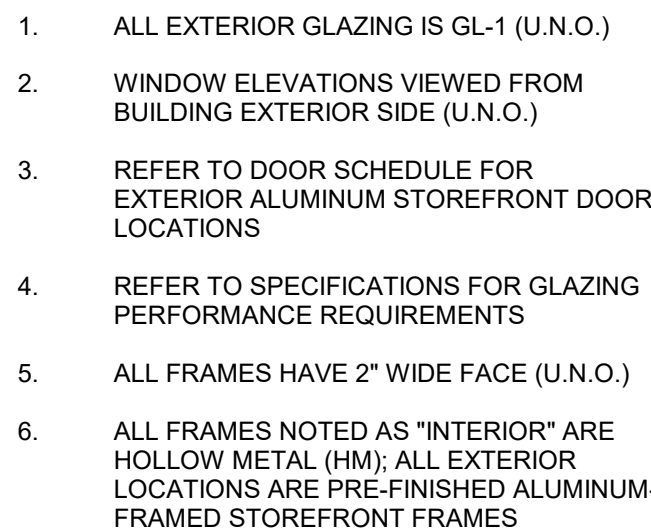 1. ALL EXTERIOR GLAZING IS GL-1 (U.N.O.)
2. WINDOW ELEVATIONS VIEWED FROM
BUILDING EXTERIOR SIDE (U.N.O.)
3. REFER TO DOOR SCHEDULE FOR
EXTERIOR ALUMINUM STOREFRONT DOOR
LOCATIONS
4. REFER TO SPECIFICATIONS FOR GLAZING
PERFORMANCE REQUIREMENTS
5. ALL FRAMES HAVE 2" WIDE FACE (U.N.O.)
6. ALL FRAMES NOTED AS "INTERIOR" ARE
HOLLOW METAL (HM); ALL EXTERIOR
LOCATIONS ARE PRE-FINISHED ALUMINUM-
FRAMED STOREFRONT FRAMES